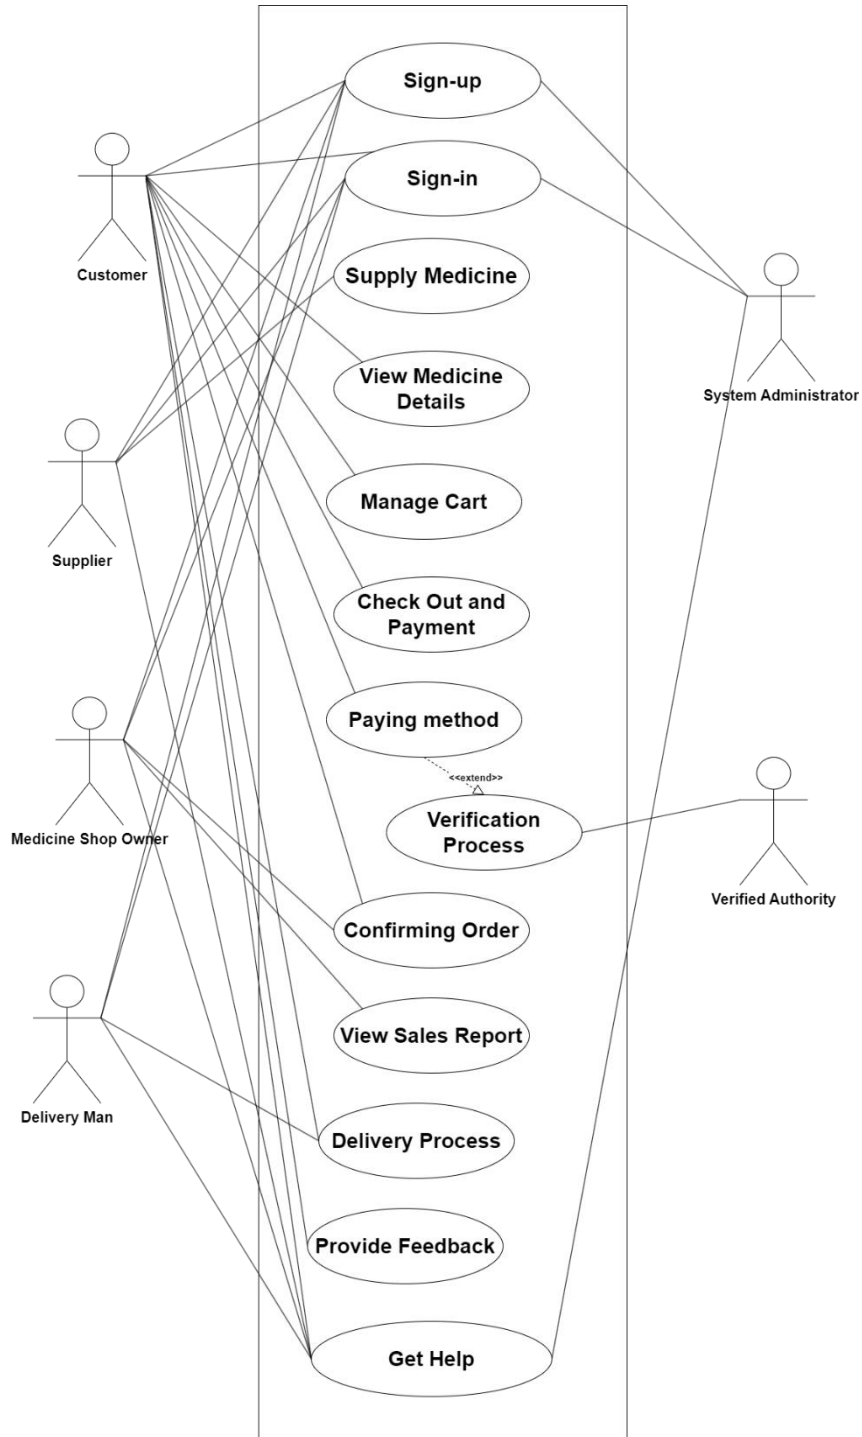 Sign-up
Sign-in
Customer
Supply Medicine
View Medicine
Details
System Administrator
Manage Cart
Supplier
Check Out and
Payment
Paying method
<<extend>>
Verification
Process
Medicine Shop Owner
Verified Authority
Confirming Order
View Sales Report
Delivery Man
Delivery Process
Provide Feedback
Get Help